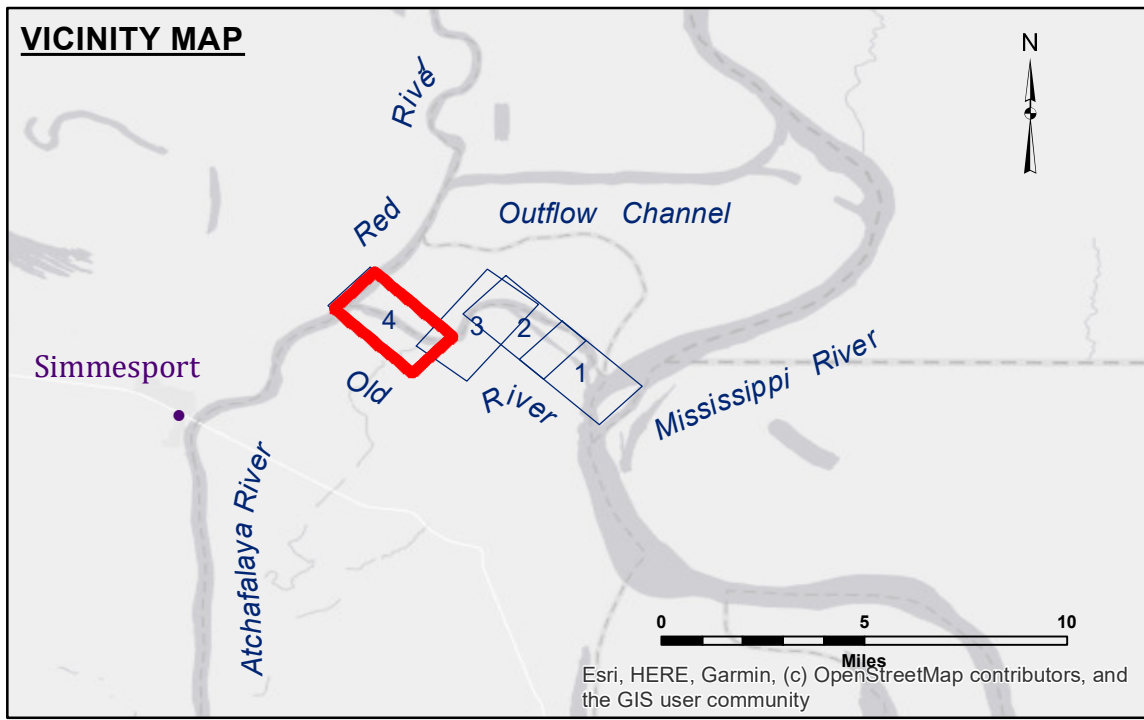 VICINITY MAP
N
River
Red
Outflow Channel
4
3
2
1
Simmesport
Old
River
Mississippi River
Atchafalaya River
0 5 10
Miles
Esri, HERE, Garmin, (c) OpenStreetMap contributors, and
the GIS user community